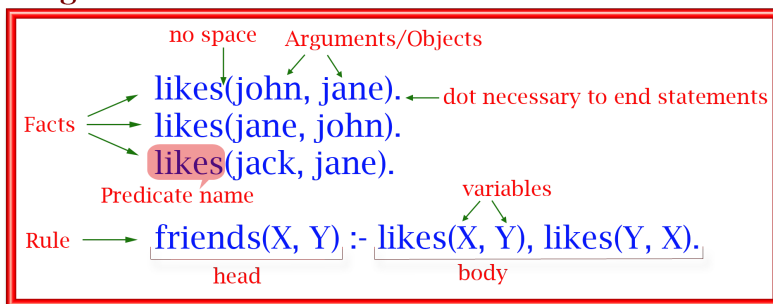 no space Arguments/Objects
likes(john, jane). dot necessary to end statements
Facts likes(jane, john).
likes(jack, jane).
Predicate name
variables
Rule friends(X, Y) :- likes(X, Y), likes(Y, X).
head body